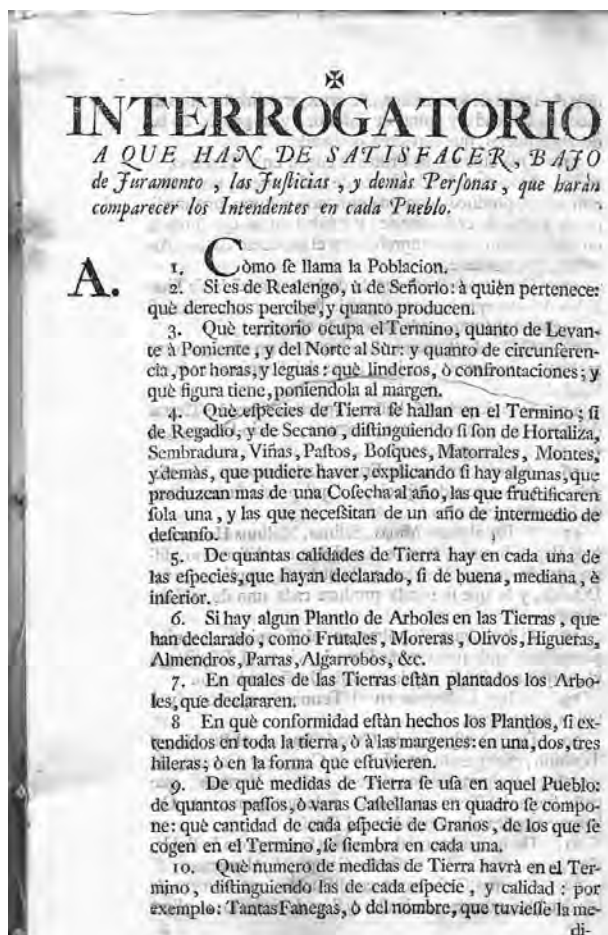 ✠
INTERROGATORIO
A QUE HAN DE SATISFACER, BAJO
de Juramento , las Juſticias , y demás Perſonas, que harán
comparecer los Intendentes en cada Pueblo.
A.
1. Còmo ſe llama la Poblacion.
2. Si es de Realengo, ù de Señorìo: à quièn pertenece:
què derechos percibe, y quanto producen.
3. Què territorio ocupa el Termino, quanto de Levan-
te à Poniente, y del Norte al Sùr: y quanto de circunferen-
cia, por horas, y leguas: què linderos, ò confrontaciones; y
què figura tiene, poniendola al margen.
4. Què eſpecies de Tierra ſe hallan en el Termino; ſi
de Regadìo, y de Secano, diſtinguiendo ſi ſon de Hortaliza,
Sembradura, Viñas, Paſtos, Boſques, Matorrales, Montes,
y demàs, que pudiere haver, explicando ſi hay algunas, que
produzcan mas de una Coſecha al año, las que fructificaren
ſola una, y las que neceſsitan de un año de intermedio de
deſcanſo.
5. De quantas calidades de Tierra hay en cada una de
las eſpecies, que hayan declarado, ſi de buena, mediana, è
inferior.
6. Si hay algun Plantìo de Arboles en las Tierras, que
han declarado, como Frutales, Moreras, Olivos, Higueras,
Almendros, Parras, Algarrobos, &c.
7. En quales de las Tierras eſtàn plantados los Arbo-
les, que declararen.
8 En què conformidad eſtàn hechos los Plantìos, ſi ex-
tendidos en toda la tierra, ò à las margenes: en una, dos, tres
hileras; ò en la forma que eſtuvieren.
9. De què medidas de Tierra ſe uſa en aquel Pueblo:
de quantos paſſos, ò varas Caſtellanas en quadro ſe compo-
ne: què cantidad de cada eſpecie de Granos, de los que ſe
cogen en el Termino, ſe ſiembra en cada una.
10. Què numero de medidas de Tierra havrà en el Ter-
mino, diſtinguiendo las de cada eſpecie, y calidad : por
exemplo: Tantas Fanegas, ò del nombre, que tuvieſſe la me-
di-